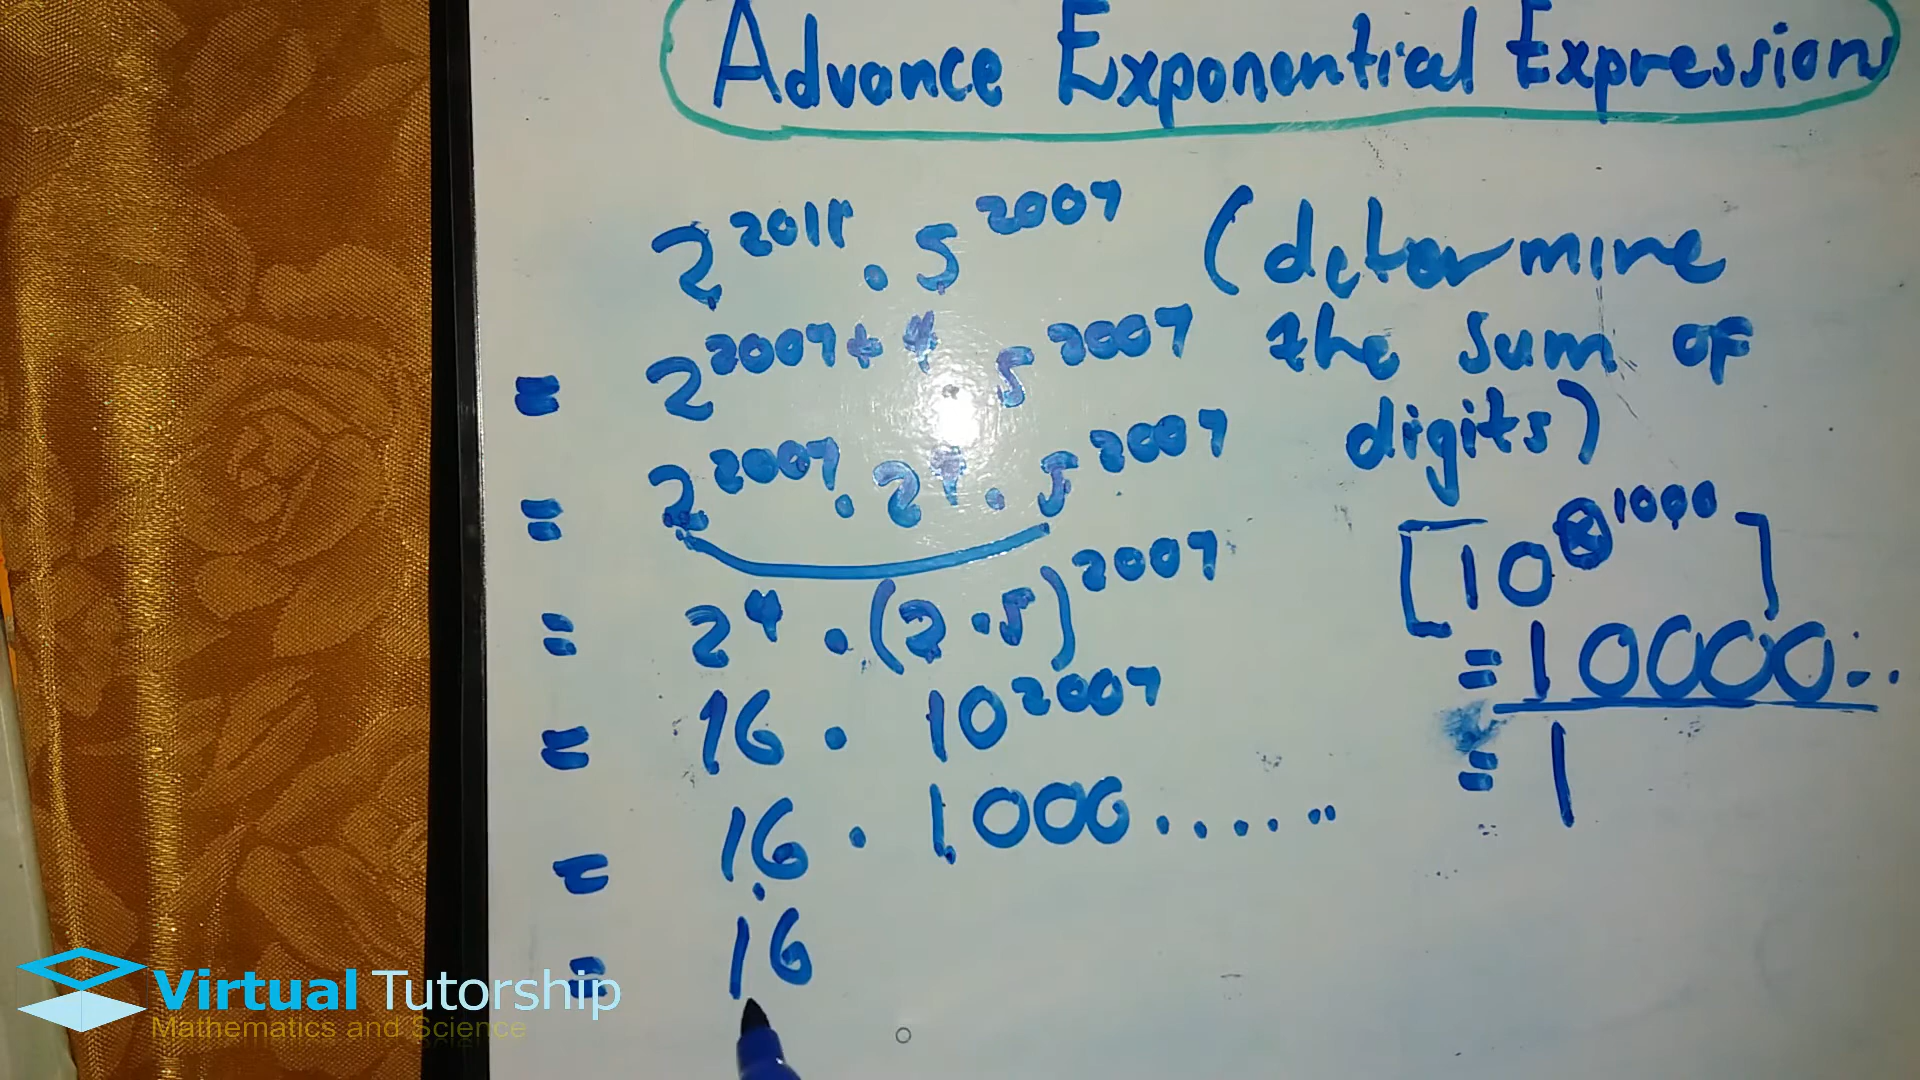 Advance Exponential Expressions
2^2011 · 5^2007 (determine
the sum of
digits)
= 2^2007+4 · 5^2007
= 2^2007 · 2^4 · 5^2007
= 2^4 · (2 · 5)^2007
= 16 · 10^2007
= 16 · 1000......
= 16
[10^1000]
= 10000...
= 1
Virtual Tutorship
Mathematics and Science